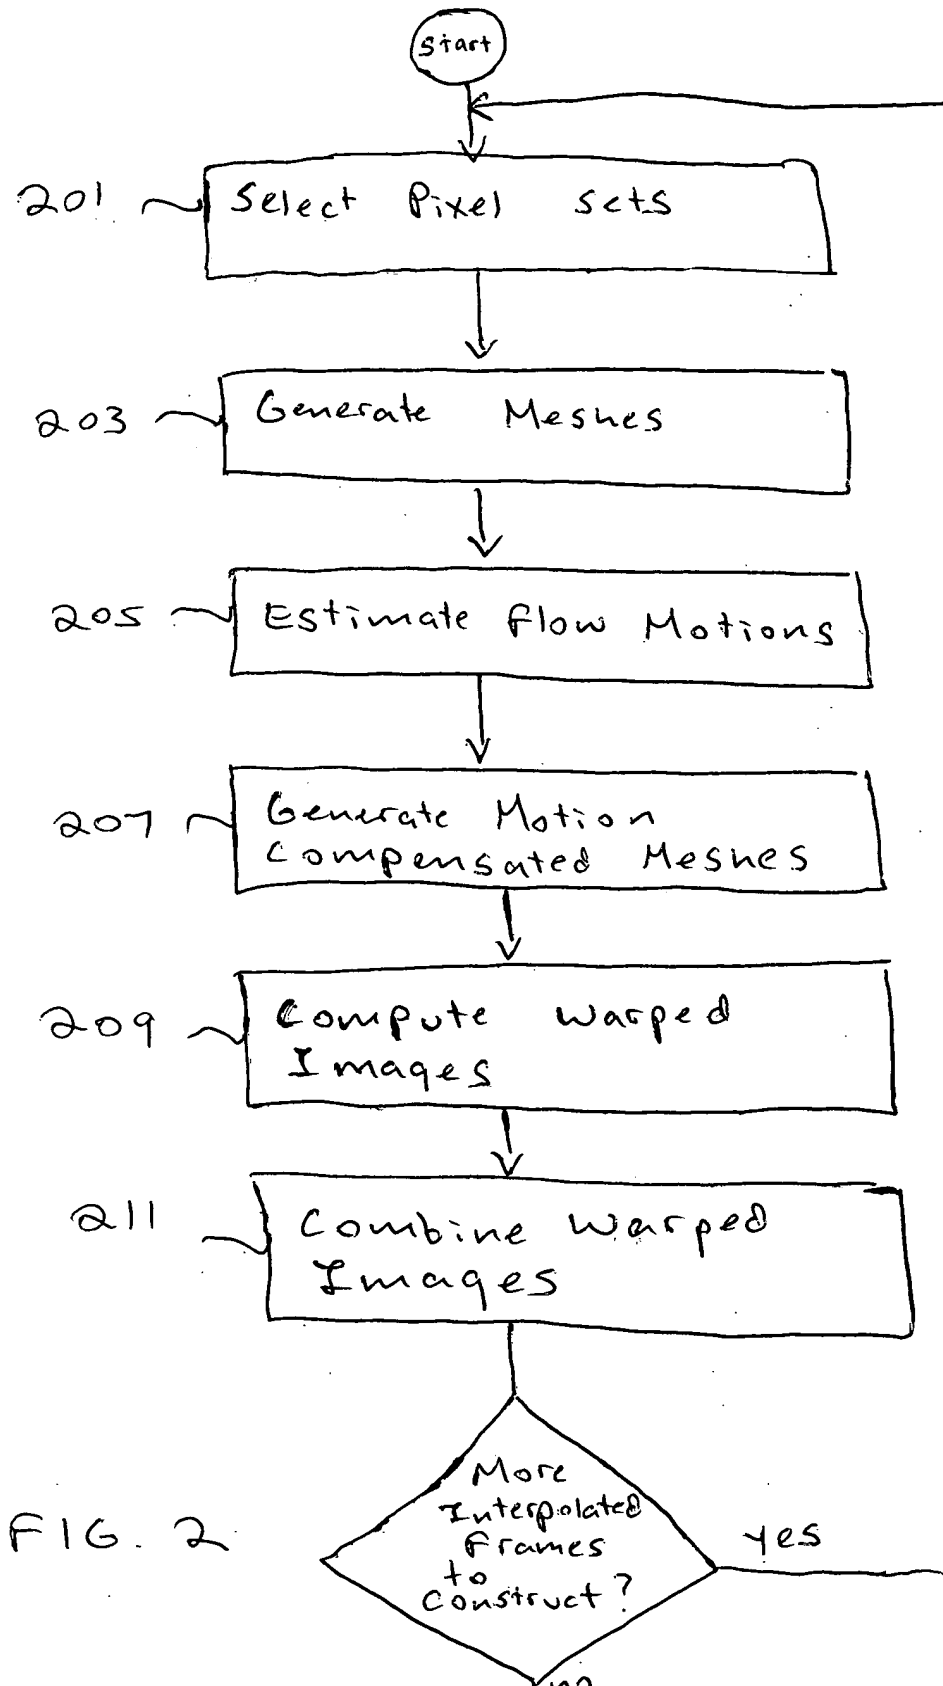 Start
201
Select Pixel sets
203
Generate Meshes
205
Estimate Flow Motions
207
Generate Motion
Compensated Meshes
209
Compute Warped
Images
211
Combine Warped
Images
More
Interpolated
Frames
to
Construct?
yes
FIG. 2
no